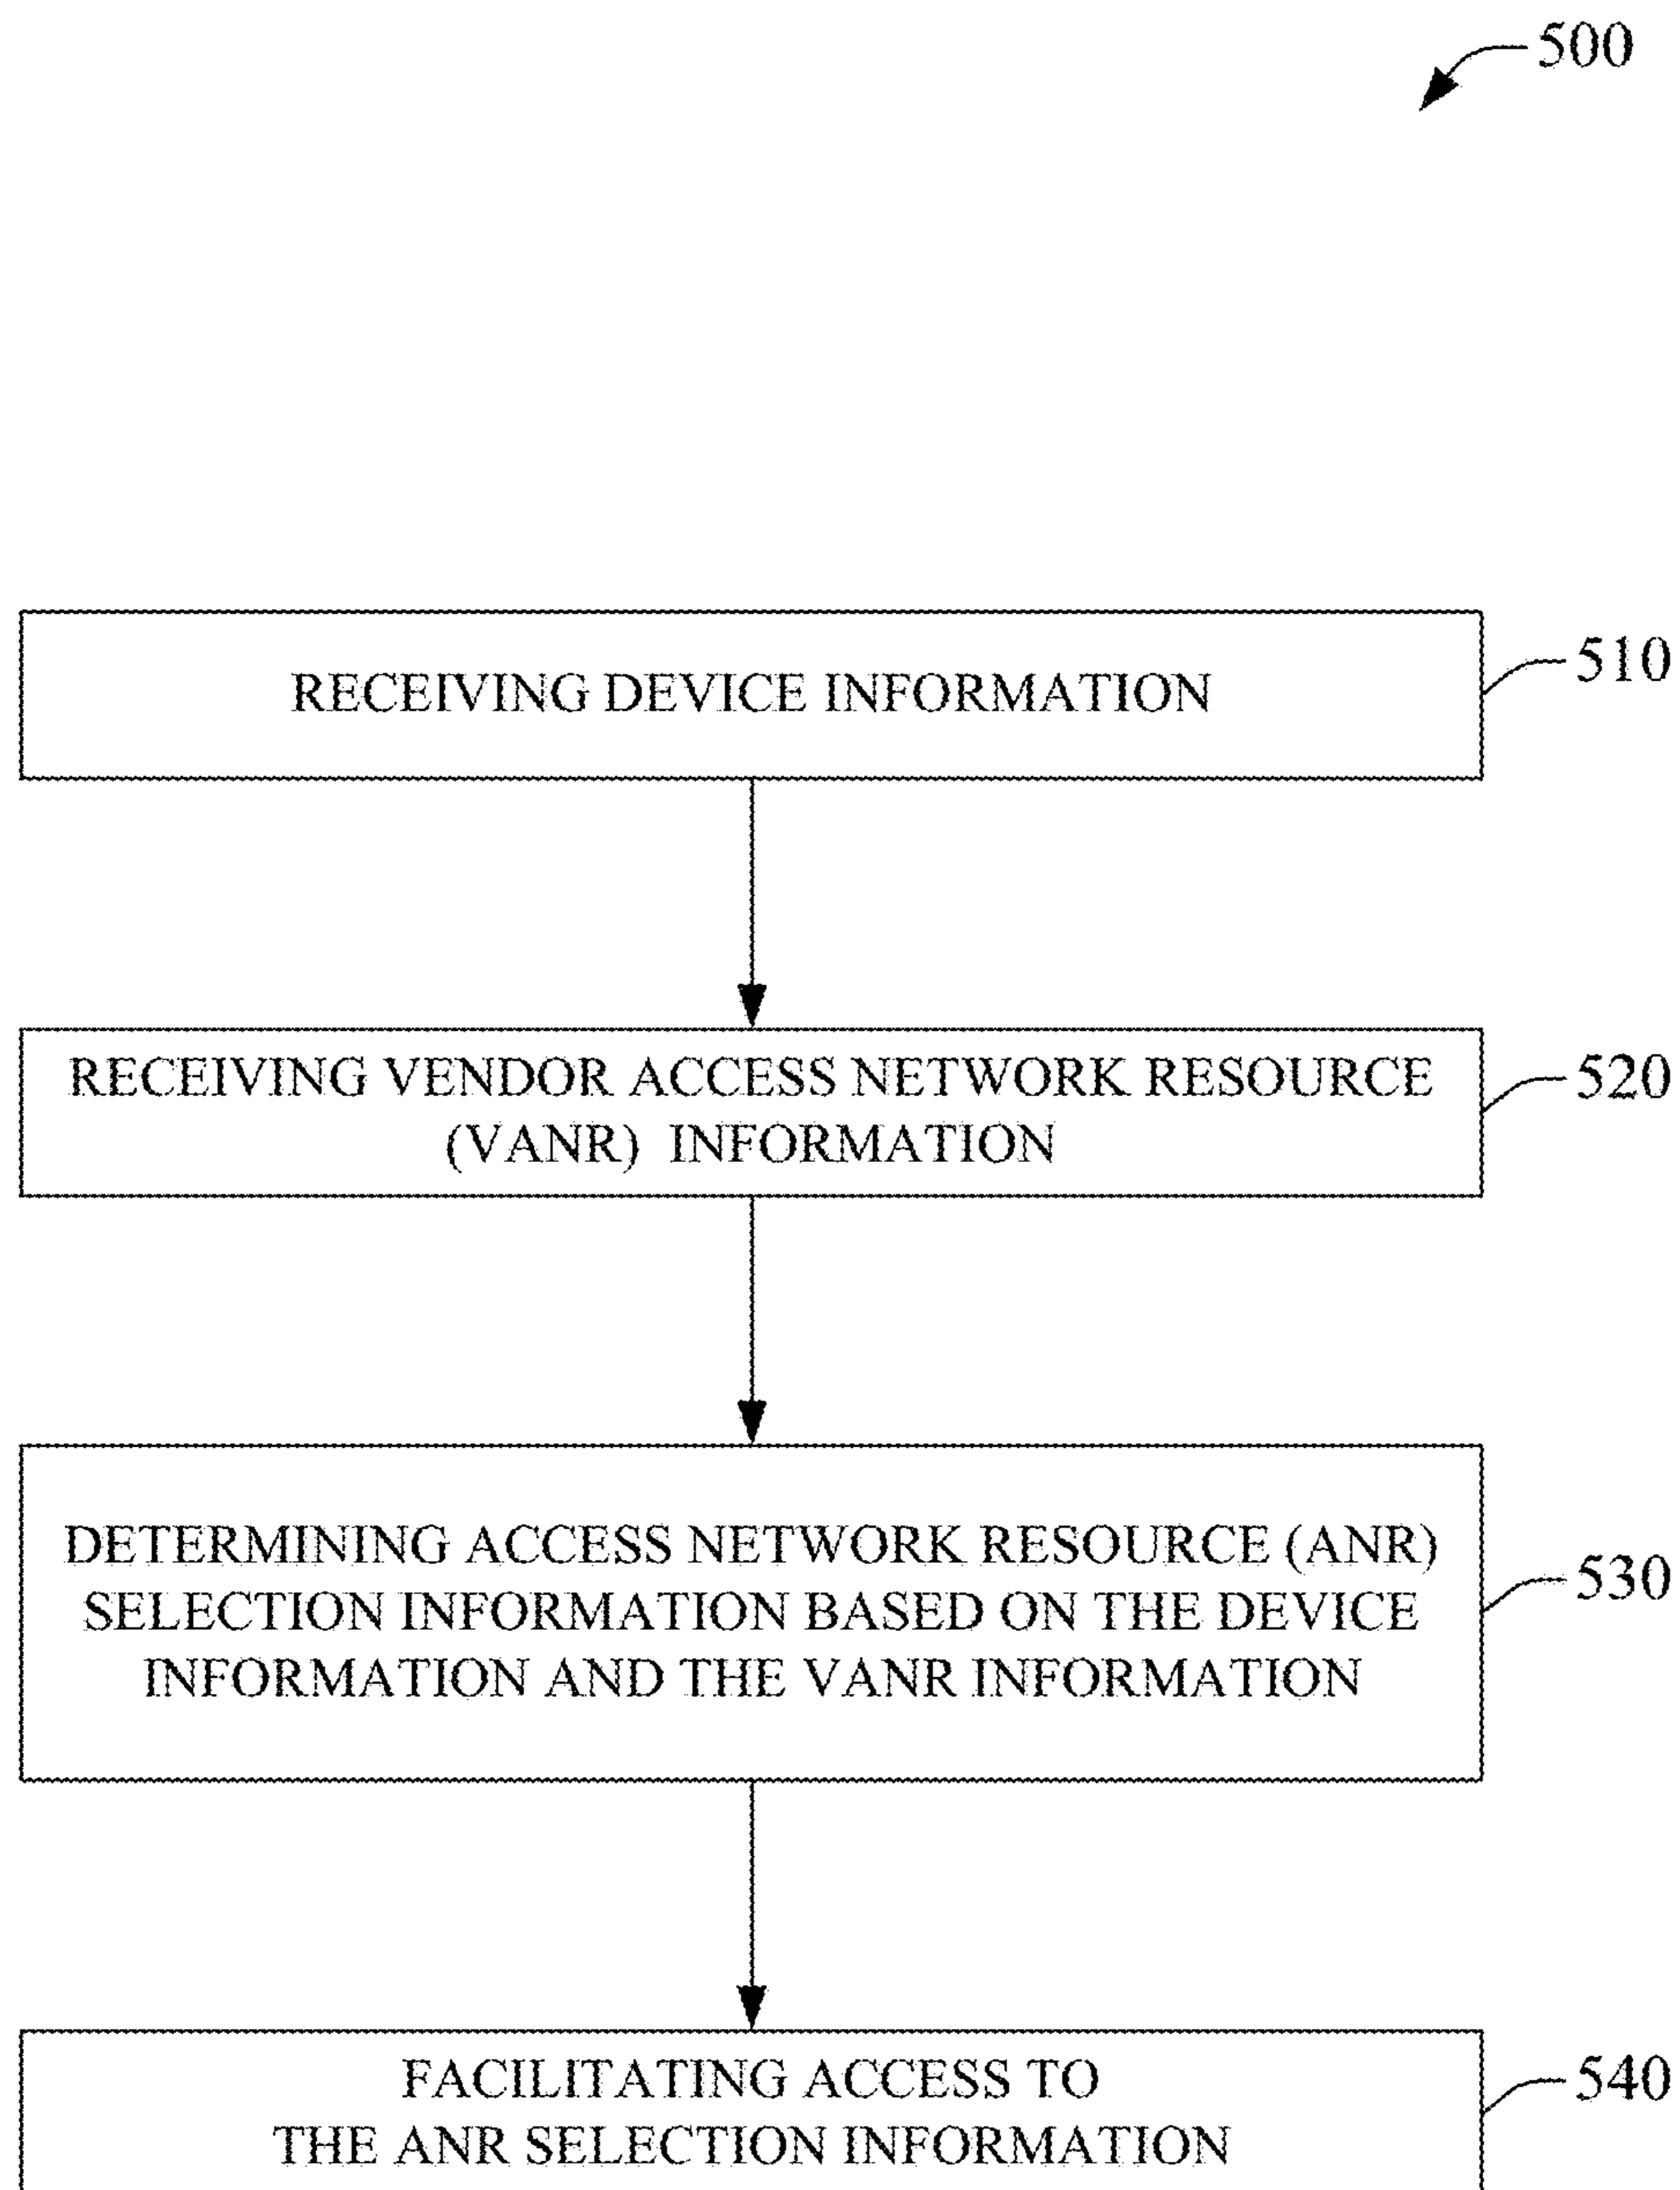 500
RECEIVING DEVICE INFORMATION
510
RECEIVING VENDOR ACCESS NETWORK RESOURCE
(VANR) INFORMATION
520
DETERMINING ACCESS NETWORK RESOURCE (ANR)
SELECTION INFORMATION BASED ON THE DEVICE
INFORMATION AND THE VANR INFORMATION
530
FACILITATING ACCESS TO
THE ANR SELECTION INFORMATION
540